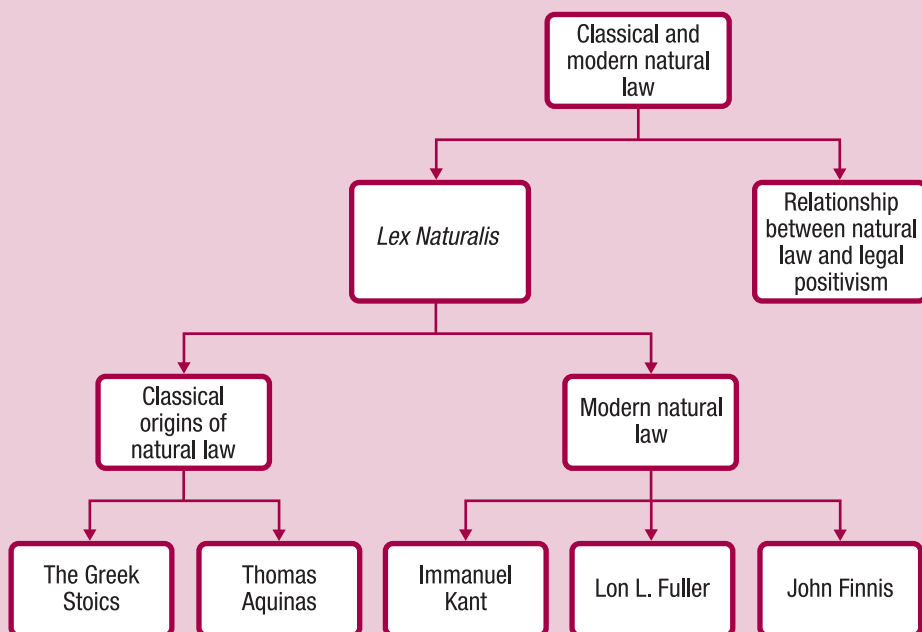 Classical and
modern natural
law
Lex Naturalis
Relationship
between natural
law and legal
positivism
Classical
origins of
natural law
Modern natural
law
The Greek
Stoics
Thomas
Aquinas
Immanuel
Kant
Lon L. Fuller
John Finnis